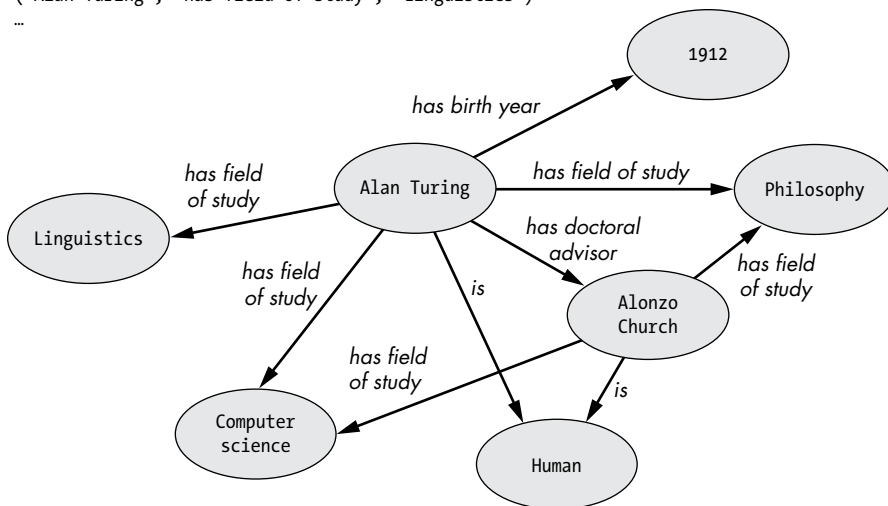 ("Alan Turing", "has field of study", "Linguistics")
…
1912
has birth year
has field
of study
Alan Turing
has field of study
Philosophy
Linguistics
has doctoral
advisor
has field
of study
has field
of study
is
Alonzo
Church
has field
of study
is
Computer
science
Human